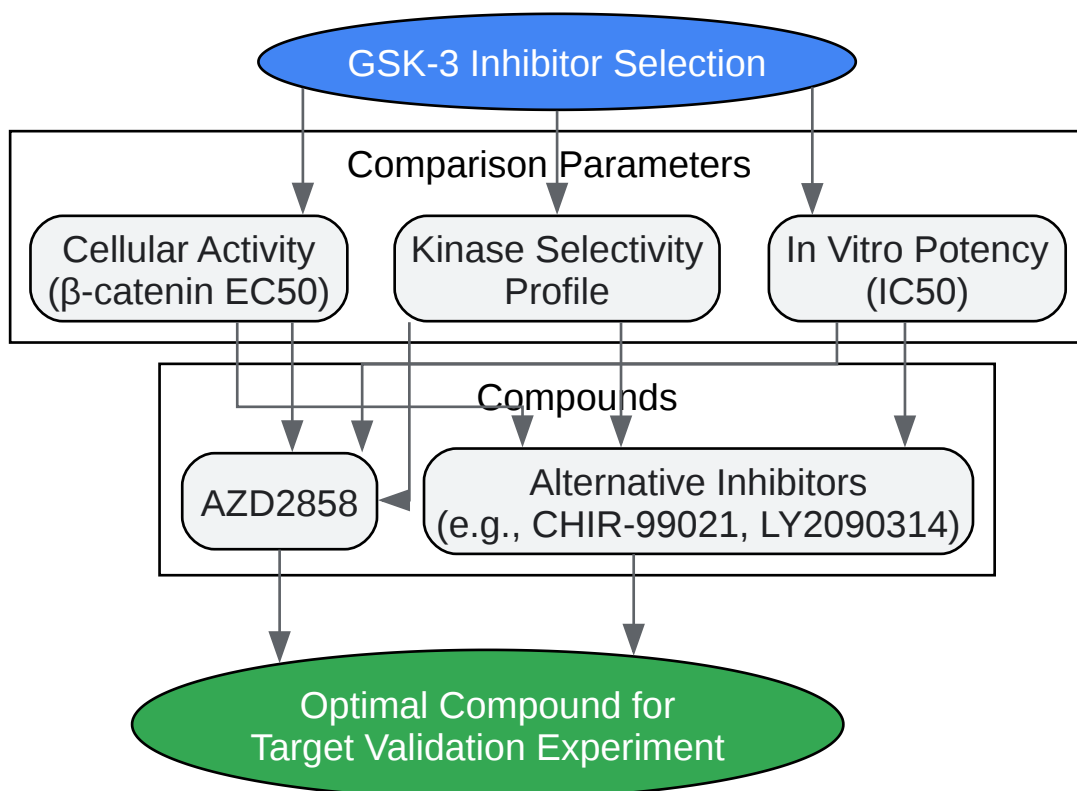 GSK-3 Inhibitor Selection
Comparison Parameters
Cellular Activity
(β-catenin EC50)
Kinase Selectivity
Profile
In Vitro Potency
(IC50)
Compounds
AZD2858
Alternative Inhibitors
(e.g., CHIR-99021, LY2090314)
Optimal Compound for
Target Validation Experiment